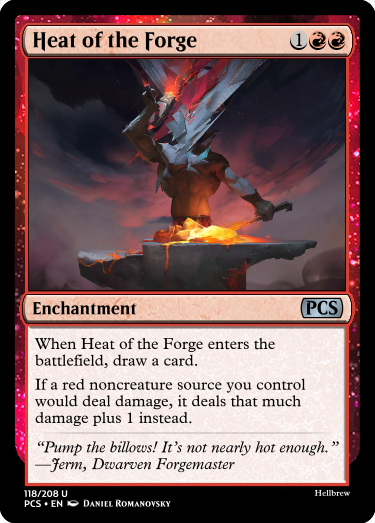 Heat of the Forge 1
Enchantment PCS
When Heat of the Forge enters the
battlefield, draw a card.
If a red noncreature source you control
would deal damage, it deals that much
damage plus 1 instead.
“Pump the billows! It's not nearly hot enough.”
—Jerm, Dwarven Forgemaster
118/208 U
PCS • EN DANIEL ROMANOVSKY
Hellbrew